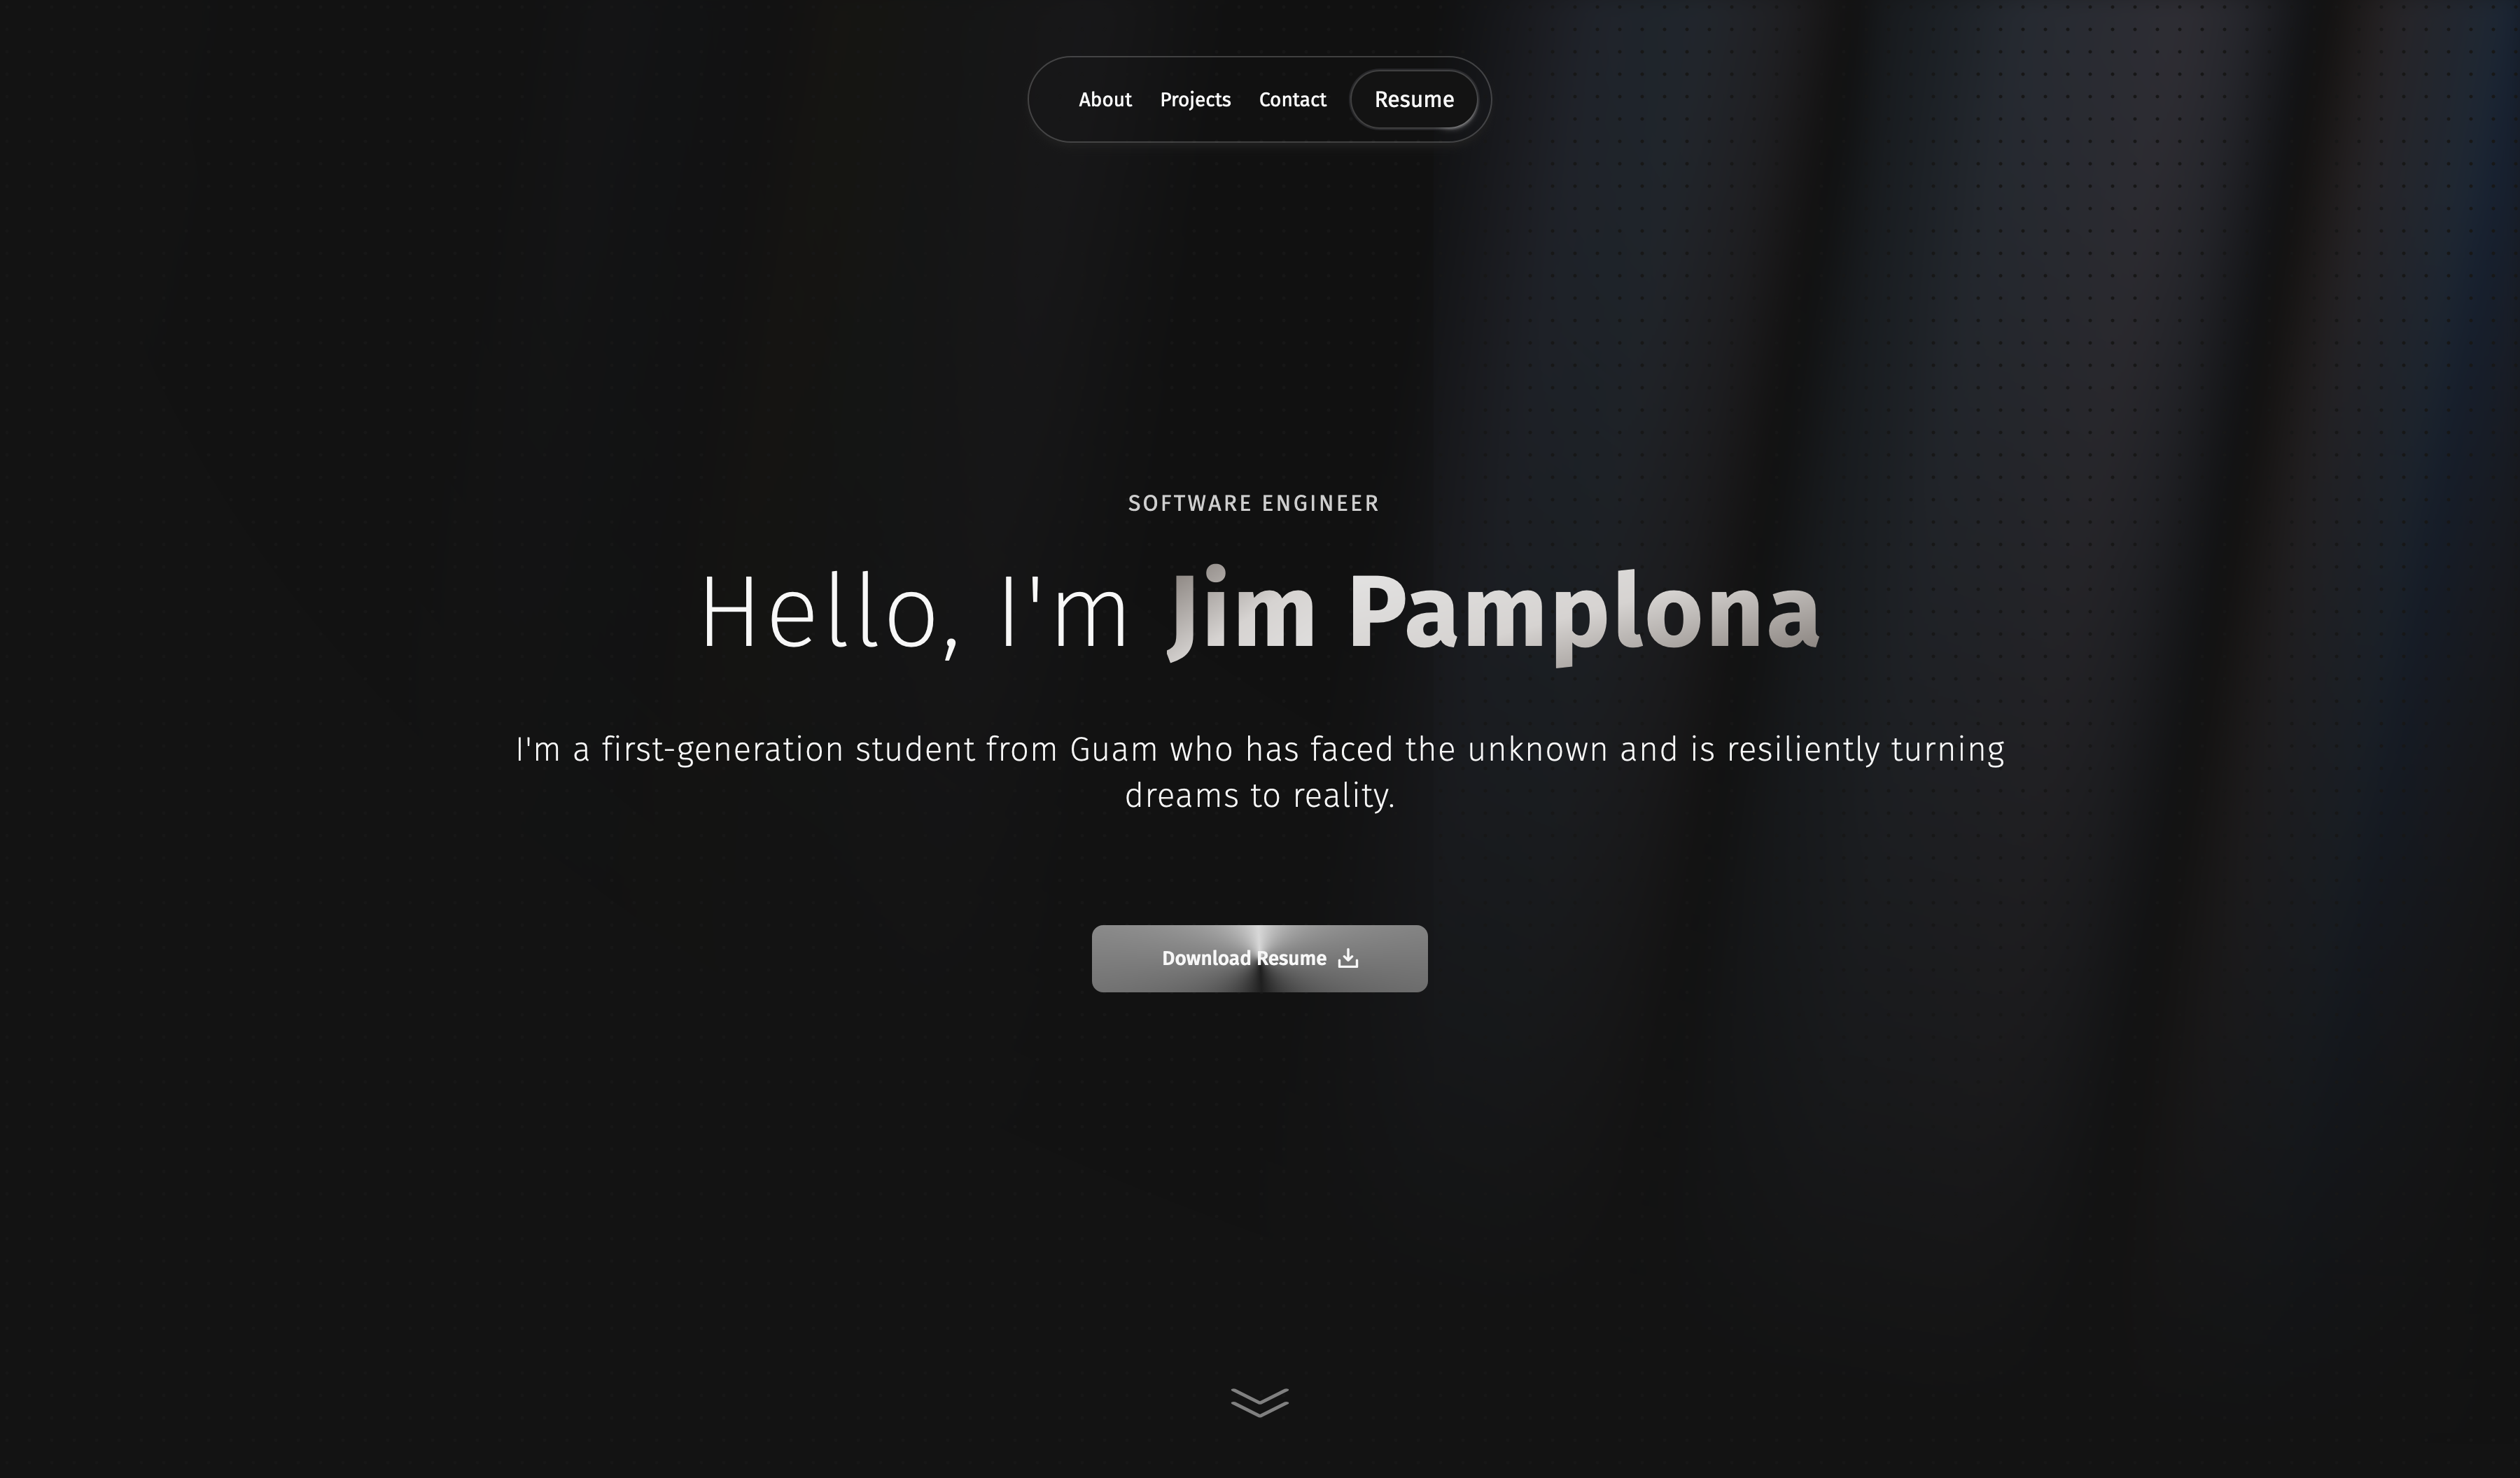 About Projects Contact Resume
SOFTWARE ENGINEER
Hello, I'm Jim Pamplona
I'm a first-generation student from Guam who has faced the unknown and is resiliently turning
dreams to reality.
Download Resume